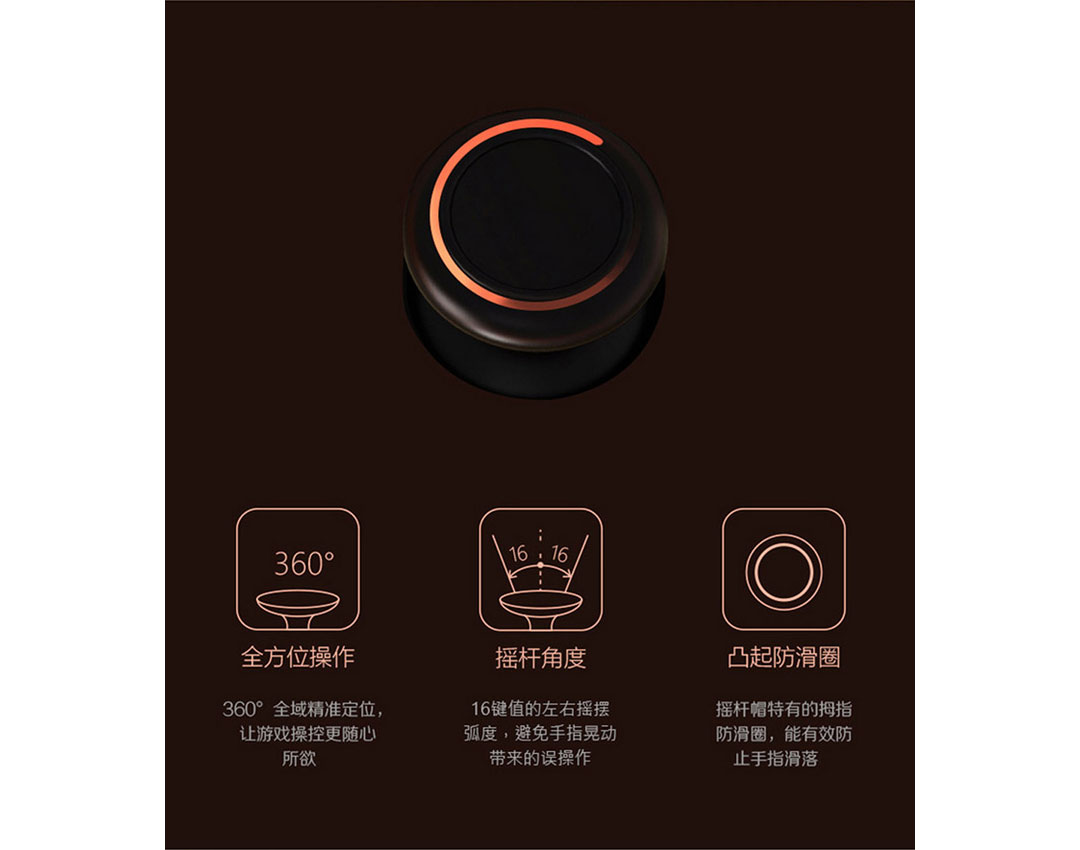 360°
16 16
全方位操作
摇杆角度
凸起防滑圈
360°全域精准定位，
让游戏操控更随心
所欲
16键值的左右摇摆
弧度，避免手指晃动
带来的误操作
摇杆帽特有的拇指
防滑圈，能有效防
止手指滑落